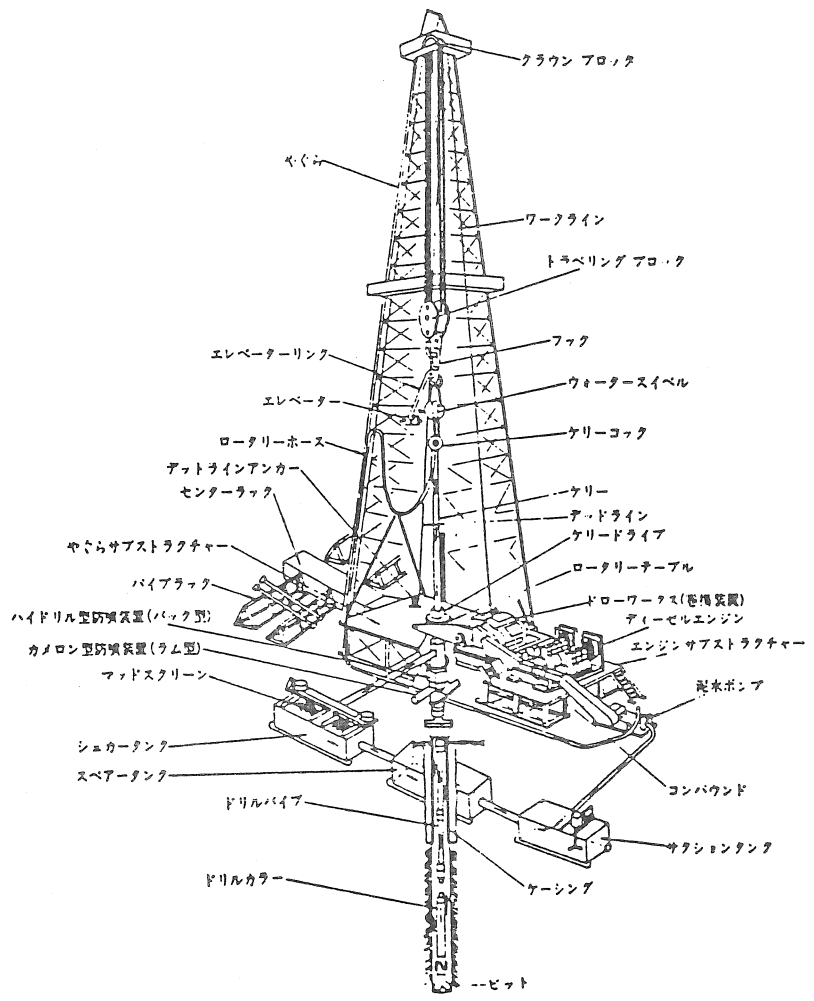 クラウン ブロック
やぐら
ワークライン
トラベリング ブロック
フック
エレベーターリンク
ウォータースイベル
エレベーター
ケリーコック
ロータリーホース
デットラインアンカー
センターラック
ケリー
デッドライン
ケリードライブ
やぐらサブストラクチャー
ロータリーテーブル
パイプラック
ドローワークス(巻揚装置)
ハイドリル型防噴装置(バック型)
ディーゼルエンジン
カメロン型防噴装置(ラム型)
エンジンサブストラクチャー
マッドスクリーン
泥水ポンプ
シェカータンク
スペアータンク
コンパウンド
ドリルパイプ
サクションタンク
ドリルカラー
ケーシング
ビット